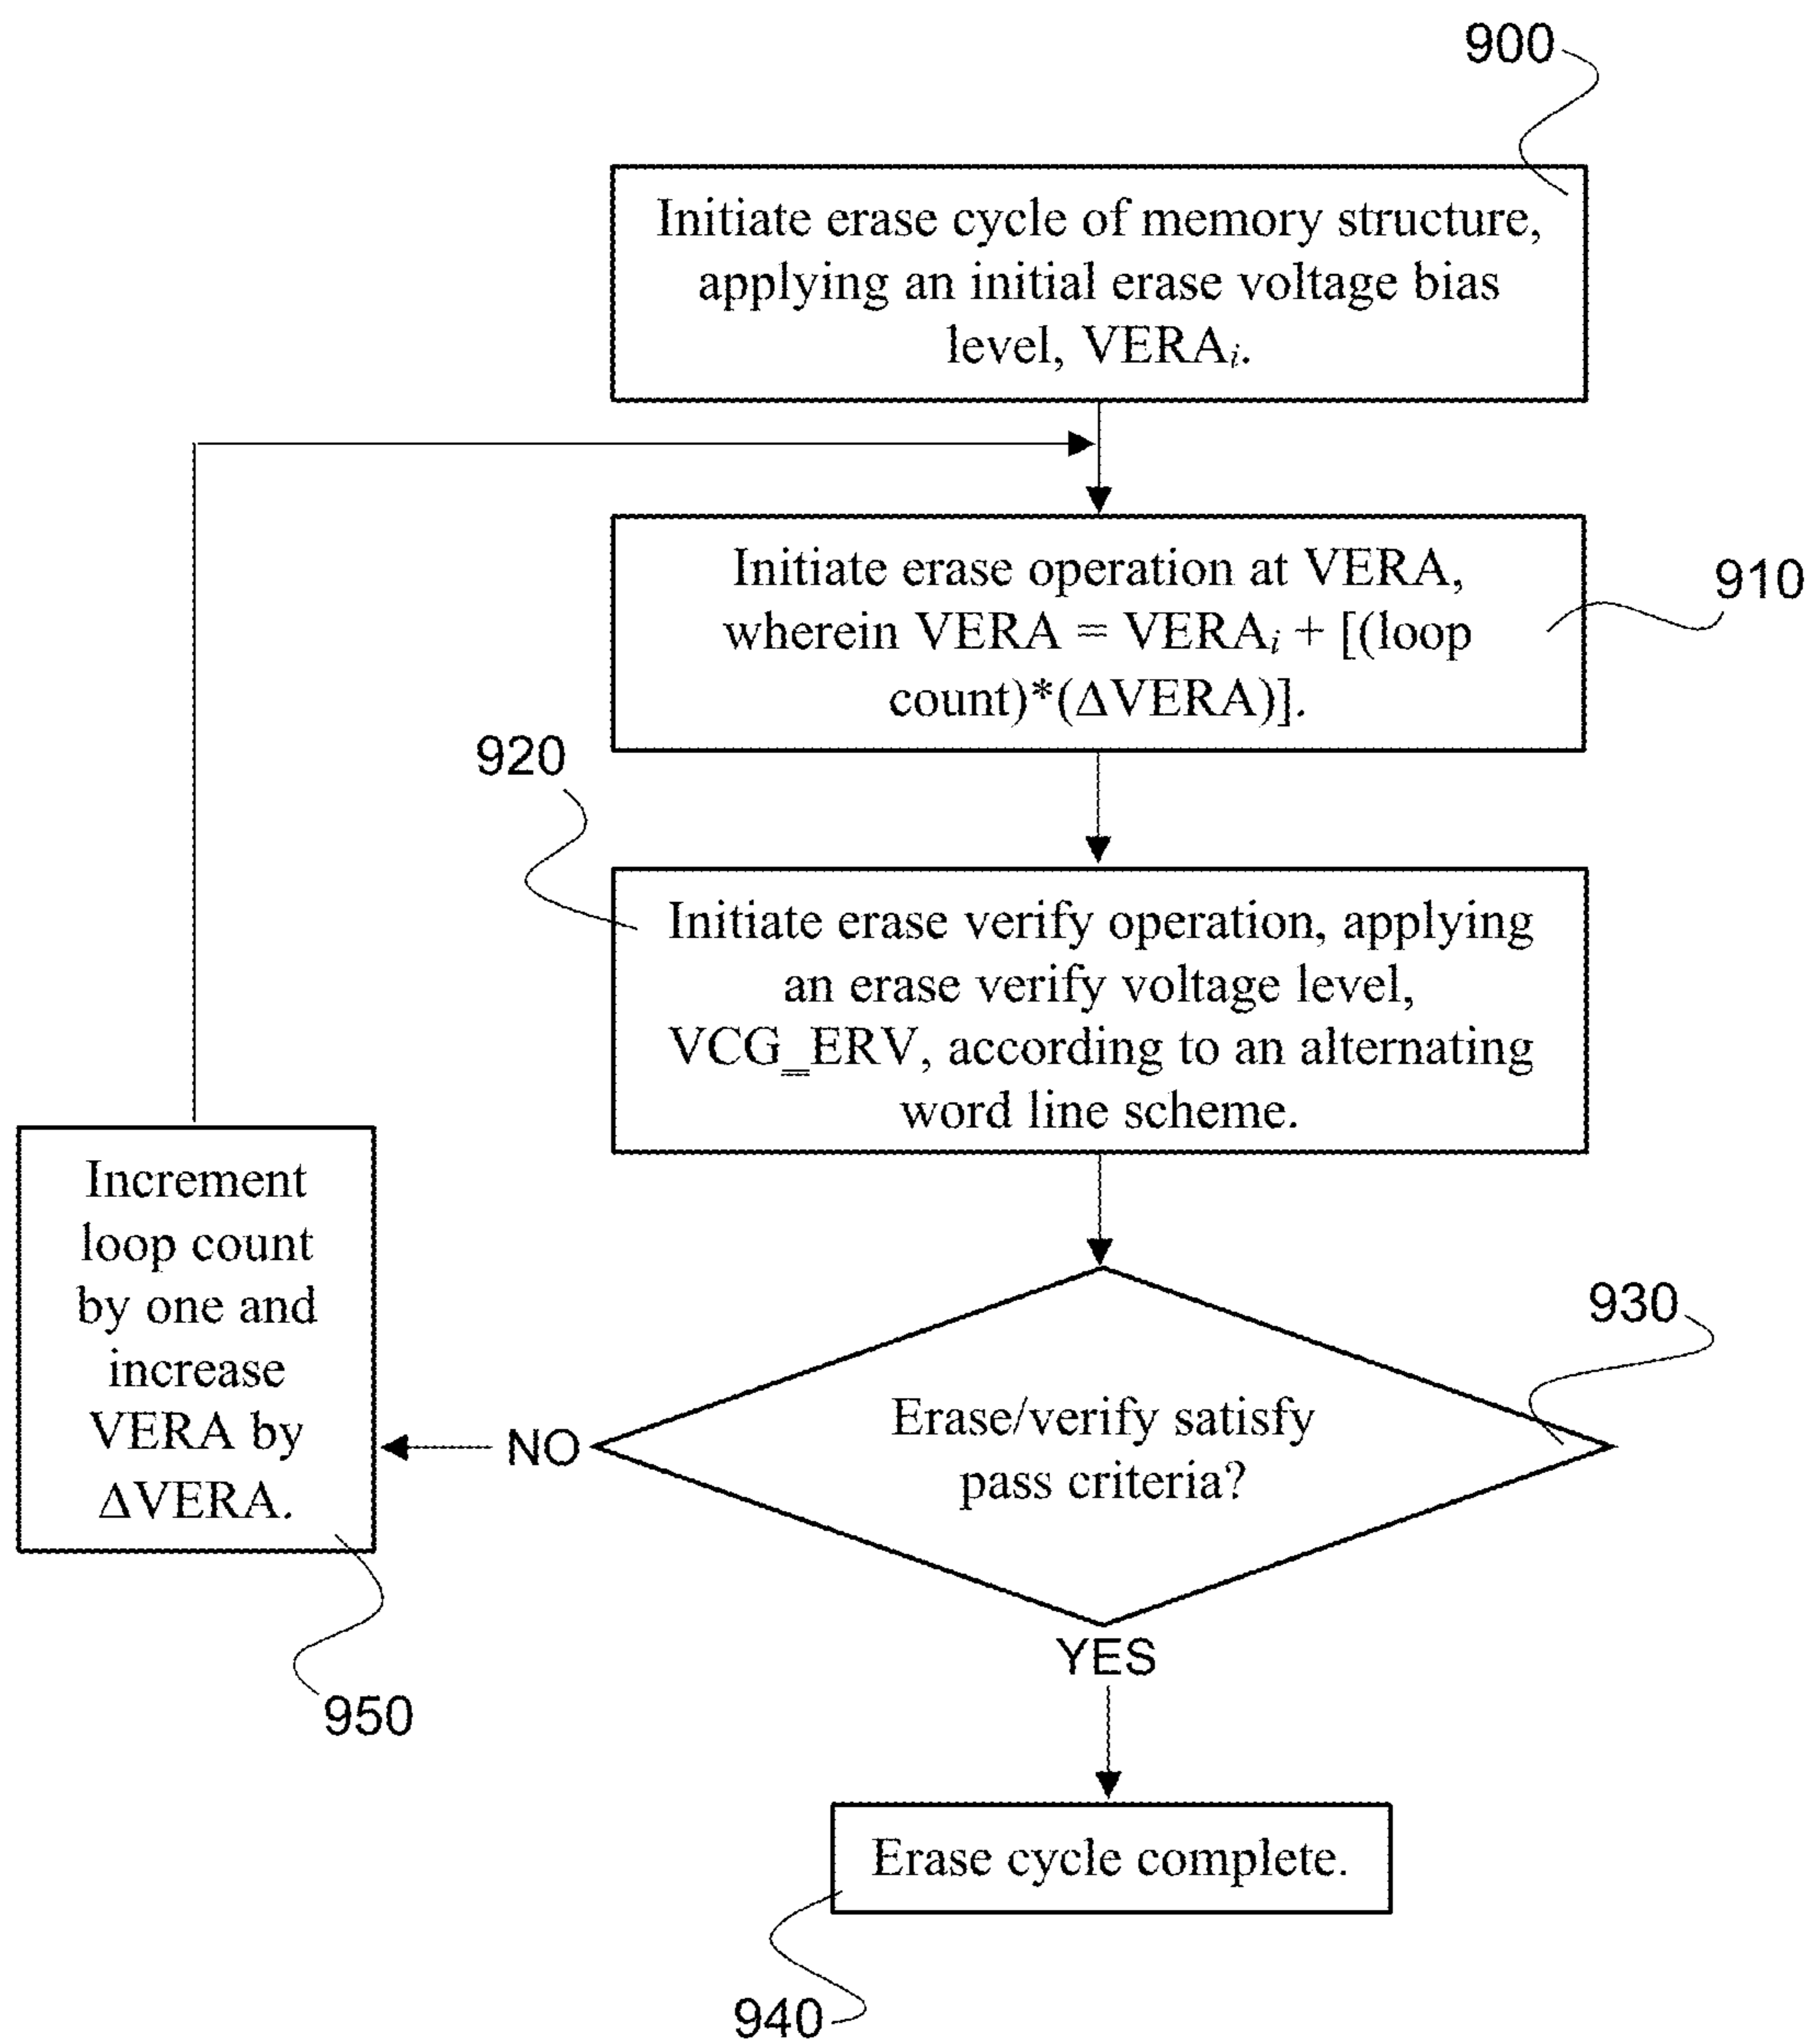 900
Initiate erase cycle of memory structure,
applying an initial erase voltage bias
level, VERAi.
Initiate erase operation at VERA,
wherein VERA = VERAi + [(loop
count)*(ΔVERA)].
910
920
Initiate erase verify operation, applying
an erase verify voltage level,
VCG_ERV, according to an alternating
word line scheme.
930
Erase/verify satisfy
pass criteria?
NO
Increment
loop count
by one and
increase
VERA by
ΔVERA.
950
YES
Erase cycle complete.
940